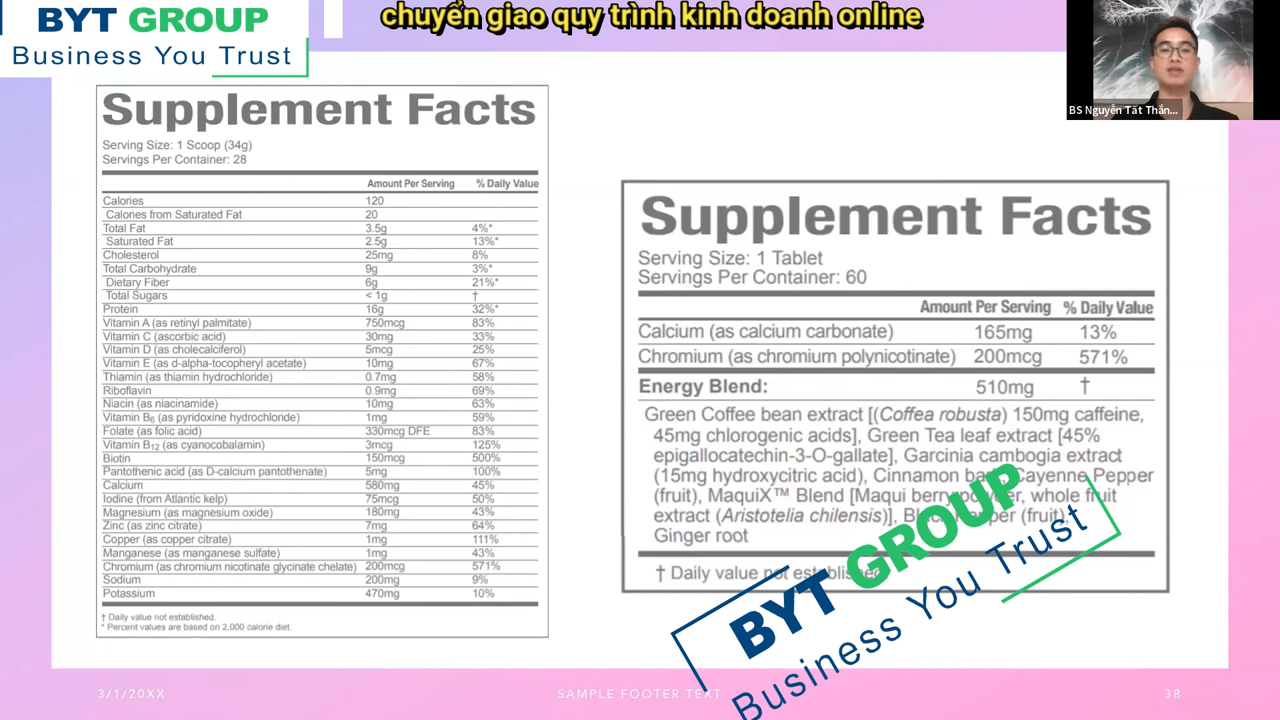 BYT GROUP
Business You Trust
chuyển giao quy trình kinh doanh online
BS Nguyễn Tất Thắn...
Supplement Facts
Serving Size: 1 Scoop (34g)
Servings Per Container: 28
Amount Per Serving % Daily Value
Calories 120
Calories from Saturated Fat 20
Total Fat 3.5g 4%*
Saturated Fat 2.5g 13%*
Cholesterol 25mg 8%
Total Carbohydrate 9g 3%*
Dietary Fiber 6g 21%*
Total Sugars < 1g †
Protein 16g 32%*
Vitamin A (as retinyl palmitate) 750mcg 83%
Vitamin C (ascorbic acid) 30mg 33%
Vitamin D (as cholecalciferol) 5mcg 25%
Vitamin E (as d-alpha-tocopheryl acetate) 10mg 67%
Thiamin (as thiamin hydrochloride) 0.7mg 58%
Riboflavin 0.9mg 69%
Niacin (as niacinamide) 10mg 63%
Vitamin B6 (as pyridoxine hydrochloride) 1mg 59%
Folate (as folic acid) 330mcg DFE 83%
Vitamin B12 (as cyanocobalamin) 3mcg 125%
Biotin 150mcg 500%
Pantothenic acid (as D-calcium pantothenate) 5mg 100%
Calcium 580mg 45%
Iodine (from Atlantic kelp) 75mcg 50%
Magnesium (as magnesium oxide) 180mg 43%
Zinc (as zinc citrate) 7mg 64%
Copper (as copper citrate) 1mg 111%
Manganese (as manganese sulfate) 1mg 43%
Chromium (as chromium nicotinate glycinate chelate) 200mcg 571%
Sodium 200mg 9%
Potassium 470mg 10%
† Daily value not established.
* Percent values are based on 2,000 calorie diet.
Supplement Facts
Serving Size: 1 Tablet
Servings Per Container: 60
Amount Per Serving % Daily Value
Calcium (as calcium carbonate) 165mg 13%
Chromium (as chromium polynicotinate) 200mcg 571%
Energy Blend: 510mg †
Green Coffee bean extract [(Coffea robusta) 150mg caffeine,
45mg chlorogenic acids], Green Tea leaf extract [45%
epigallocatechin-3-O-gallate], Garcinia cambogia extract
(15mg hydroxycitric acid), Cinnamon bark, Cayenne Pepper
(fruit), MaquiX™ Blend [Maqui berry powder, whole fruit
extract (Aristotelia chilensis)], Black Pepper (fruit),
Ginger root
† Daily value not established
BYT GROUP
Business You Trust
3/1/20XX
SAMPLE FOOTER TEXT
38